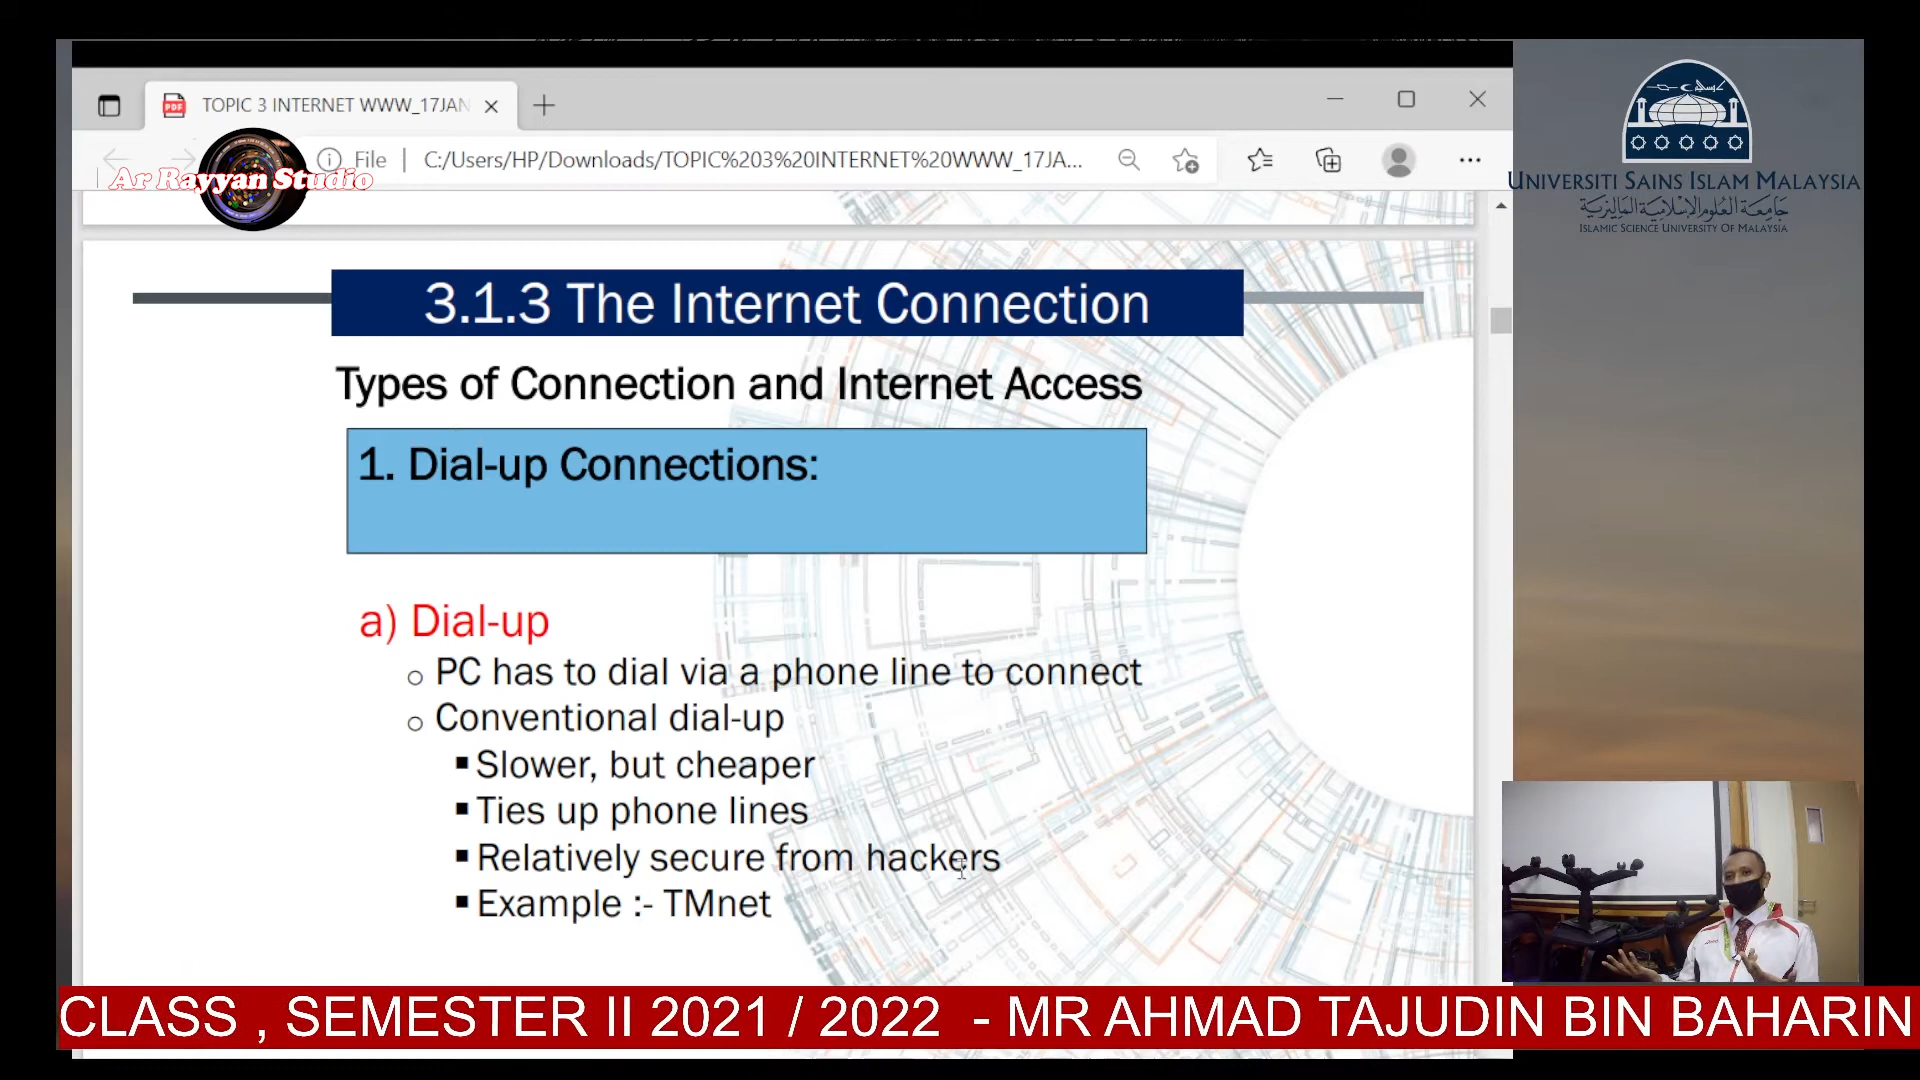 TOPIC 3 INTERNET WWW_17JAN
File
C:/Users/HP/Downloads/TOPIC%203%20INTERNET%20WWW_17JA...
Ar Rayyan Studio
UNIVERSITI SAINS ISLAM MALAYSIA
جامعة العلوم الإسلامية الماليزية
ISLAMIC SCIENCE UNIVERSITY OF MALAYSIA
3.1.3 The Internet Connection
Types of Connection and Internet Access
1. Dial-up Connections:
a) Dial-up
o PC has to dial via a phone line to connect
o Conventional dial-up
▪ Slower, but cheaper
▪ Ties up phone lines
▪ Relatively secure from hackers
▪ Example :- TMnet
CLASS , SEMESTER II 2021 / 2022 - MR AHMAD TAJUDIN BIN BAHARIN